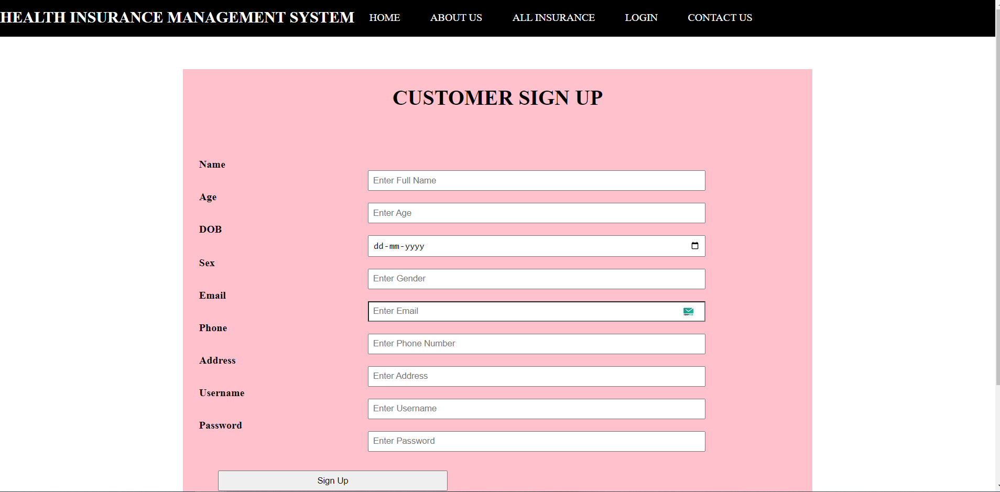 HEALTH INSURANCE MANAGEMENT SYSTEM HOME ABOUT US ALL INSURANCE LOGIN CONTACT US
CUSTOMER SIGN UP
Name
Enter Full Name
Age
Enter Age
DOB
dd-mm-yyyy
Sex
Enter Gender
Email
Enter Email
Phone
Enter Phone Number
Address
Enter Address
Username
Enter Username
Password
Enter Password
Sign Up